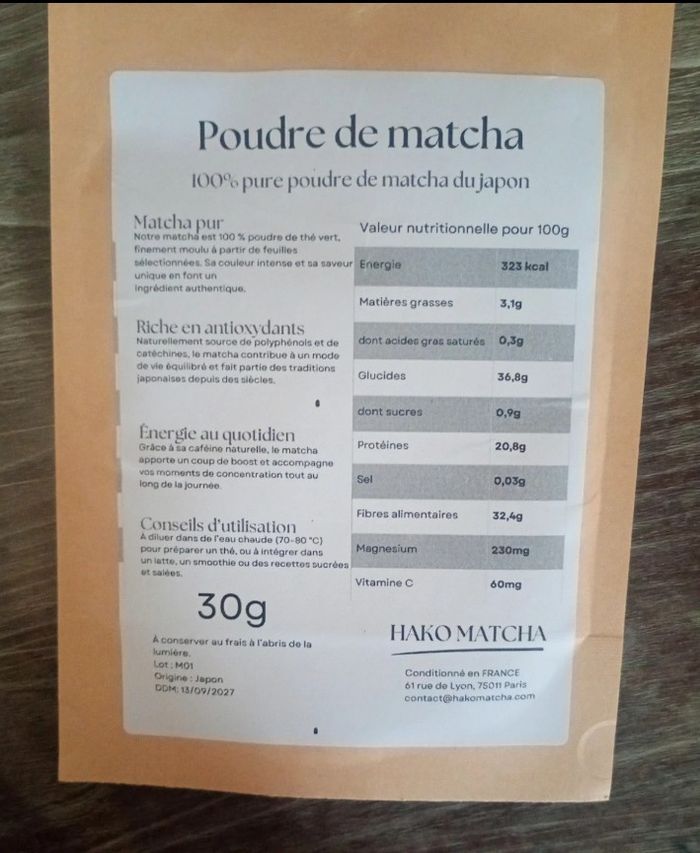 Poudre de matcha
100% pure poudre de matcha du japon
Matcha pur
Notre matcha est 100 % poudre de thé vert,
finement moulu à partir de feuilles
sélectionnées. Sa couleur intense et sa saveur
unique en font un
ingrédient authentique.
Riche en antioxydants
Naturellement source de polyphénols et de
catéchines, le matcha contribue à un mode
de vie équilibré et fait partie des traditions
japonaises depuis des siècles.
Énergie au quotidien
Grâce à sa caféine naturelle, le matcha
apporte un coup de boost et accompagne
vos moments de concentration tout au
long de la journée.
Conseils d'utilisation
À diluer dans de l'eau chaude (70-80 °C)
pour préparer un thé, ou à intégrer dans
un latte, un smoothie ou des recettes sucrées
et salées.
30g
À conserver au frais à l'abris de la
lumière.
Lot : M01
Origine : Japon
DDM: 13/09/2027
Valeur nutritionnelle pour 100g
Energie 323 kcal
Matières grasses 3,1g
dont acides gras saturés 0,3g
Glucides 36,8g
dont sucres 0,9g
Protéines 20,8g
Sel 0,03g
Fibres alimentaires 32,4g
Magnesium 230mg
Vitamine C 60mg
HAKO MATCHA
Conditionné en FRANCE
61 rue de Lyon, 75011 Paris
contact@hakomatcha.com